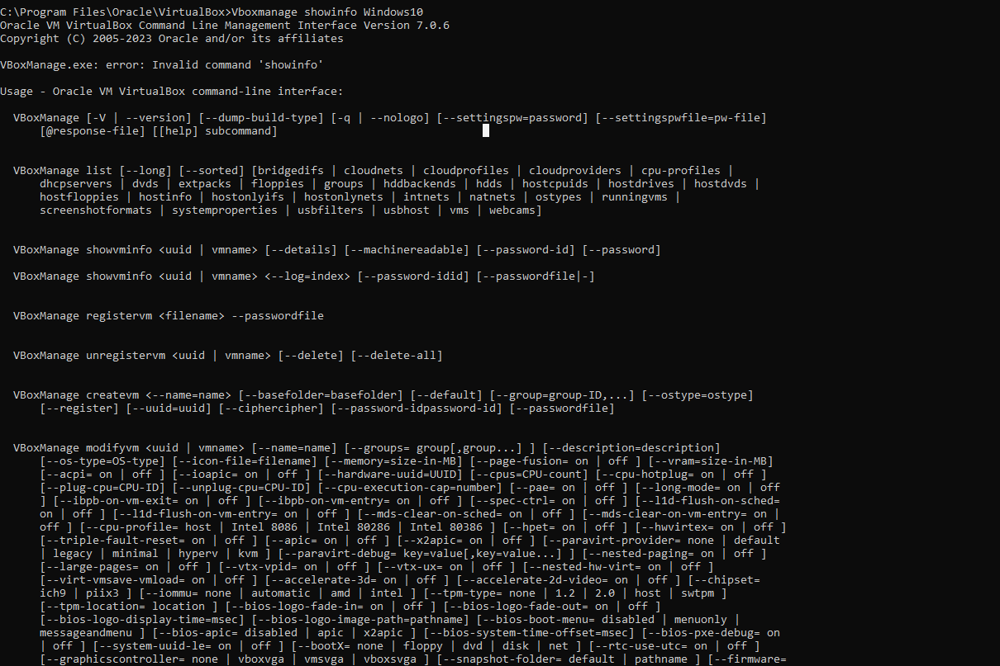 C:\Program Files\Oracle\VirtualBox>Vboxmanage showinfo Windows10
Oracle VM VirtualBox Command Line Management Interface Version 7.0.6
Copyright (C) 2005-2023 Oracle and/or its affiliates
VBoxManage.exe: error: Invalid command 'showinfo'
Usage - Oracle VM VirtualBox command-line interface:
VBoxManage [-V | --version] [--dump-build-type] [-q | --nologo] [--settingspw=password] [--settingspwfile=pw-file]
[@response-file] [[help] subcommand]
VBoxManage list [--long] [--sorted] [bridgedifs | cloudnets | cloudprofiles | cloudproviders | cpu-profiles |
dhcpservers | dvds | extpacks | floppies | groups | hddbackends | hdds | hostcpuids | hostdrives | hostdvds |
hostfloppies | hostinfo | hostonlyifs | hostonlynets | intnets | natnets | ostypes | runningvms |
screenshotformats | systemproperties | usbfilters | usbhost | vms | webcams]
VBoxManage showvminfo <uuid | vmname> [--details] [--machinereadable] [--password-id] [--password]
VBoxManage showvminfo <uuid | vmname> <--log=index> [--password-idid] [--passwordfile|-]
VBoxManage registervm <filename> --passwordfile
VBoxManage unregistervm <uuid | vmname> [--delete] [--delete-all]
VBoxManage createvm <--name=name> [--basefolder=basefolder] [--default] [--group=group-ID,...] [--ostype=ostype]
[--register] [--uuid=uuid] [--ciphercipher] [--password-idpassword-id] [--passwordfile]
VBoxManage modifyvm <uuid | vmname> [--name=name] [--groups= group[,group...] ] [--description=description]
[--os-type=OS-type] [--icon-file=filename] [--memory=size-in-MB] [--page-fusion= on | off ] [--vram=size-in-MB]
[--acpi= on | off ] [--ioapic= on | off ] [--hardware-uuid=UUID] [--cpus=CPU-count] [--cpu-hotplug= on | off ]
[--plug-cpu=CPU-ID] [--unplug-cpu=CPU-ID] [--cpu-execution-cap=number] [--pae= on | off ] [--long-mode= on | off
] [--ibpb-on-vm-exit= on | off ] [--ibpb-on-vm-entry= on | off ] [--spec-ctrl= on | off ] [--l1d-flush-on-sched=
on | off ] [--l1d-flush-on-vm-entry= on | off ] [--mds-clear-on-sched= on | off ] [--mds-clear-on-vm-entry= on |
off ] [--cpu-profile= host | Intel 8086 | Intel 80286 | Intel 80386 ] [--hpet= on | off ] [--hwvirtex= on | off ]
[--triple-fault-reset= on | off ] [--apic= on | off ] [--x2apic= on | off ] [--paravirt-provider= none | default
| legacy | minimal | hyperv | kvm ] [--paravirt-debug= key=value[,key=value...] ] [--nested-paging= on | off ]
[--large-pages= on | off ] [--vtx-vpid= on | off ] [--vtx-ux= on | off ] [--nested-hw-virt= on | off ]
[--virt-vmsave-vmload= on | off ] [--accelerate-3d= on | off ] [--accelerate-2d-video= on | off ] [--chipset=
ich9 | piix3 ] [--iommu= none | automatic | amd | intel ] [--tpm-type= none | 1.2 | 2.0 | host | swtpm ]
[--tpm-location= location ] [--bios-logo-fade-in= on | off ] [--bios-logo-fade-out= on | off ]
[--bios-logo-display-time=msec] [--bios-logo-image-path=pathname] [--bios-boot-menu= disabled | menuonly |
messageandmenu ] [--bios-apic= disabled | apic | x2apic ] [--bios-system-time-offset=msec] [--bios-pxe-debug= on
| off ] [--system-uuid-le= on | off ] [--bootX= none | floppy | dvd | disk | net ] [--rtc-use-utc= on | off ]
[--graphicscontroller= none | vboxvga | vmsvga | vboxsvga ] [--snapshot-folder= default | pathname ] [--firmware=